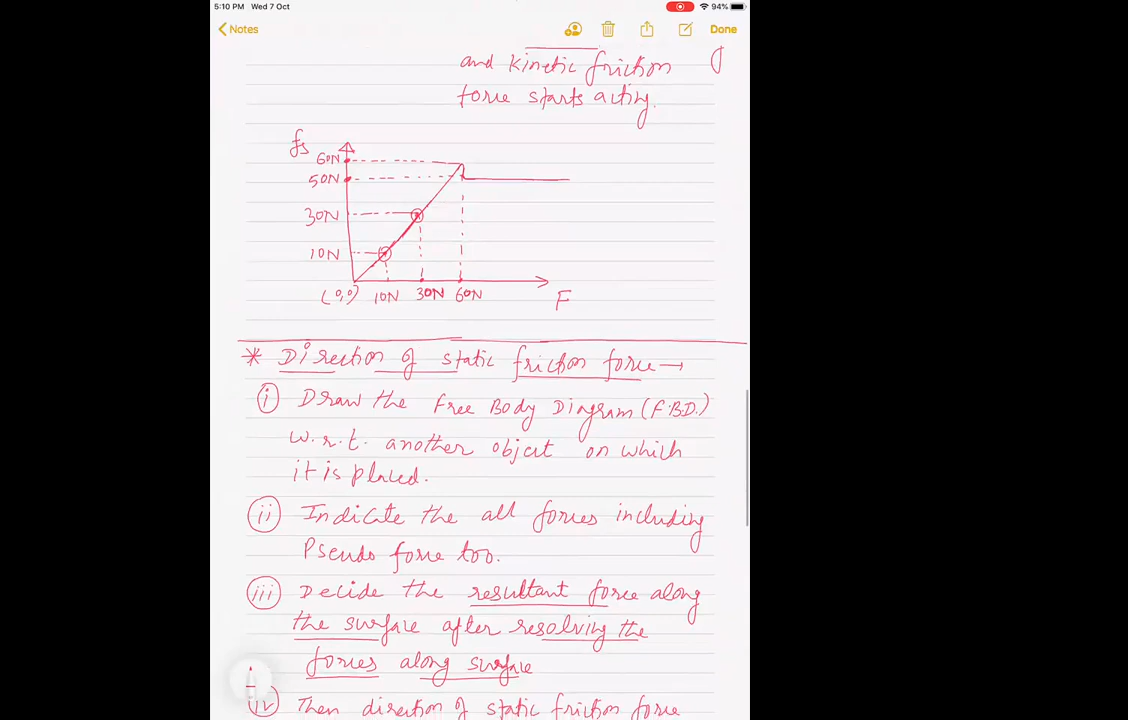 5:10 PM Wed 7 Oct
94%
Notes
Done
and kinetic friction
force starts acting.
fs
60N
50N
30N
10N
(0,0) 10N 30N 60N F
* Direction of static friction force →
(i) Draw the Free Body Diagram (F.B.D.)
w.r.t. another object on which
it is placed.
(ii) Indicate the all forces including
Pseudo force too.
(iii) Decide the resultant force along
the surface after resolving the
forces along surface
(iv) Then direction of static friction force